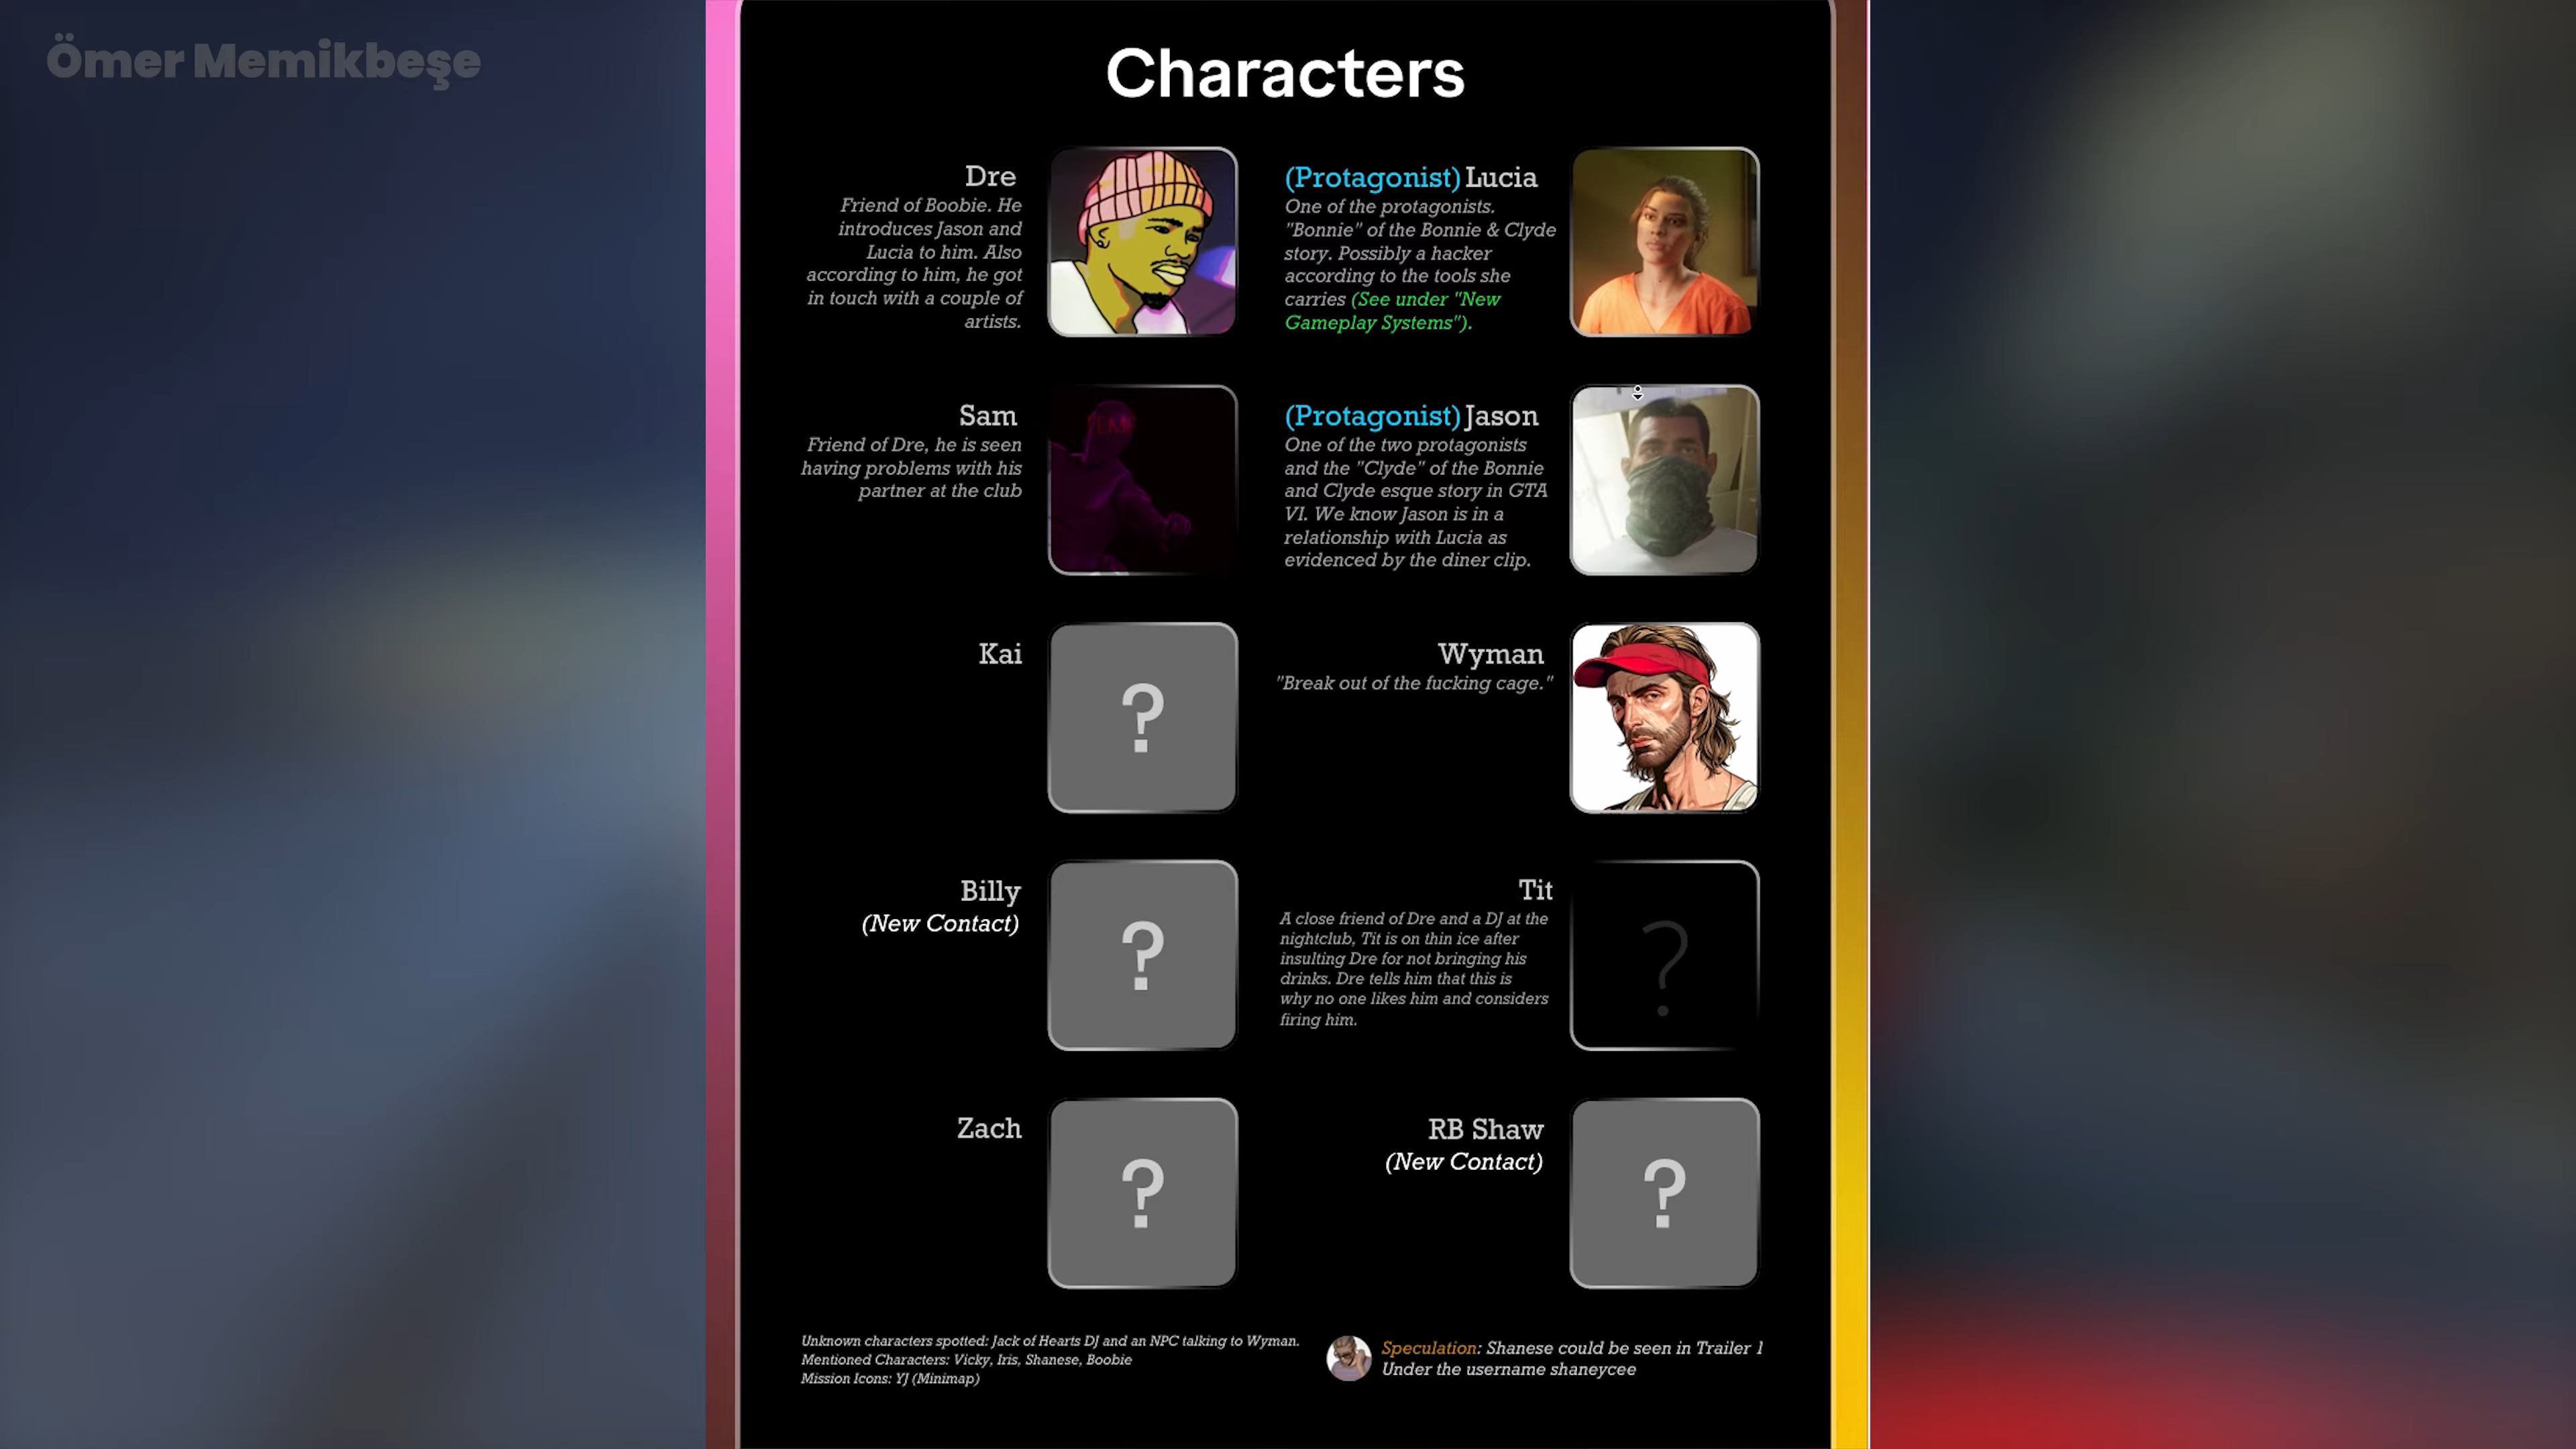 Ömer Memikbeşe
Characters
Dre
Friend of Boobie. He
introduces Jason and
Lucia to him. Also
according to him, he got
in touch with a couple of
artists.
(Protagonist) Lucia
One of the protagonists.
"Bonnie" of the Bonnie & Clyde
story. Possibly a hacker
according to the tools she
carries (See under "New
Gameplay Systems").
Sam
Friend of Dre, he is seen
having problems with his
partner at the club
(Protagonist) Jason
One of the two protagonists
and the "Clyde" of the Bonnie
and Clyde esque story in GTA
VI. We know Jason is in a
relationship with Lucia as
evidenced by the diner clip.
Kai
?
Wyman
"Break out of the fucking cage."
Billy
(New Contact)
?
Tit
A close friend of Dre and a DJ at the
nightclub, Tit is on thin ice after
insulting Dre for not bringing his
drinks. Dre tells him that this is
why no one likes him and considers
firing him.
?
Zach
?
RB Shaw
(New Contact)
?
Unknown characters spotted: Jack of Hearts DJ and an NPC talking to Wyman.
Mentioned Characters: Vicky, Iris, Shanese, Boobie
Mission Icons: YJ (Minimap)
Speculation: Shanese could be seen in Trailer 1
Under the username shaneycee